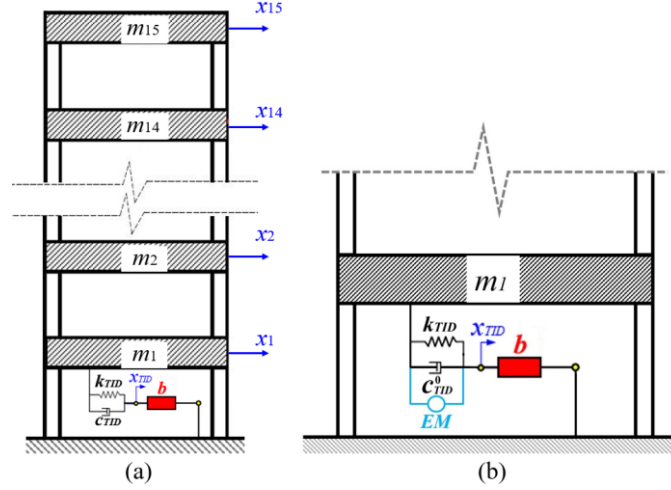 x15
m15
x14
m14
x2
m2
x1
m1
xTID
kTID
b
cTID
(a)
m1
kTID
xTID
b
c0TID
EM
(b)